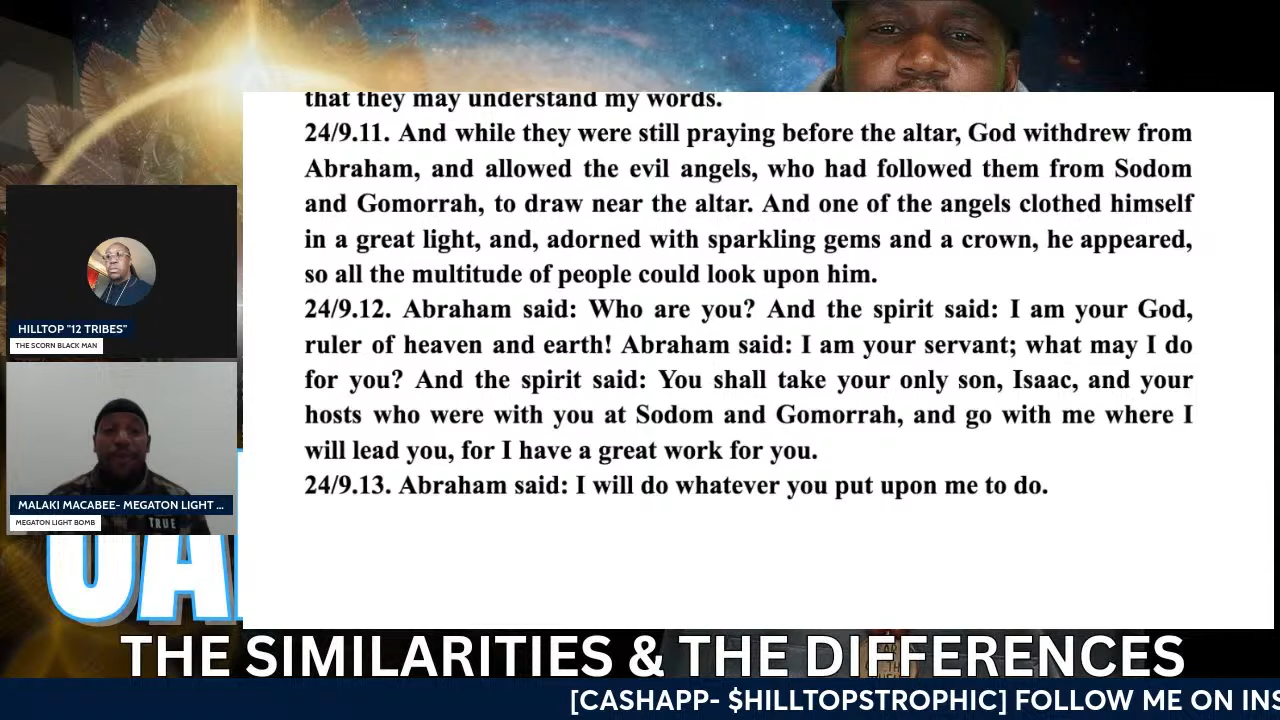 that they may understand my words.
24/9.11. And while they were still praying before the altar, God withdrew from
Abraham, and allowed the evil angels, who had followed them from Sodom
and Gomorrah, to draw near the altar. And one of the angels clothed himself
in a great light, and, adorned with sparkling gems and a crown, he appeared,
so all the multitude of people could look upon him.
24/9.12. Abraham said: Who are you? And the spirit said: I am your God,
ruler of heaven and earth! Abraham said: I am your servant; what may I do
for you? And the spirit said: You shall take your only son, Isaac, and your
hosts who were with you at Sodom and Gomorrah, and go with me where I
will lead you, for I have a great work for you.
24/9.13. Abraham said: I will do whatever you put upon me to do.
HILLTOP "12 TRIBES"
THE SCORN BLACK MAN
TRUE
MALAKI MACABEE- MEGATON LIGHT ...
MEGATON LIGHT BOMB
THE SIMILARITIES & THE DIFFERENCES
[CASHAPP- $HILLTOPSTROPHIC] FOLLOW ME ON INS